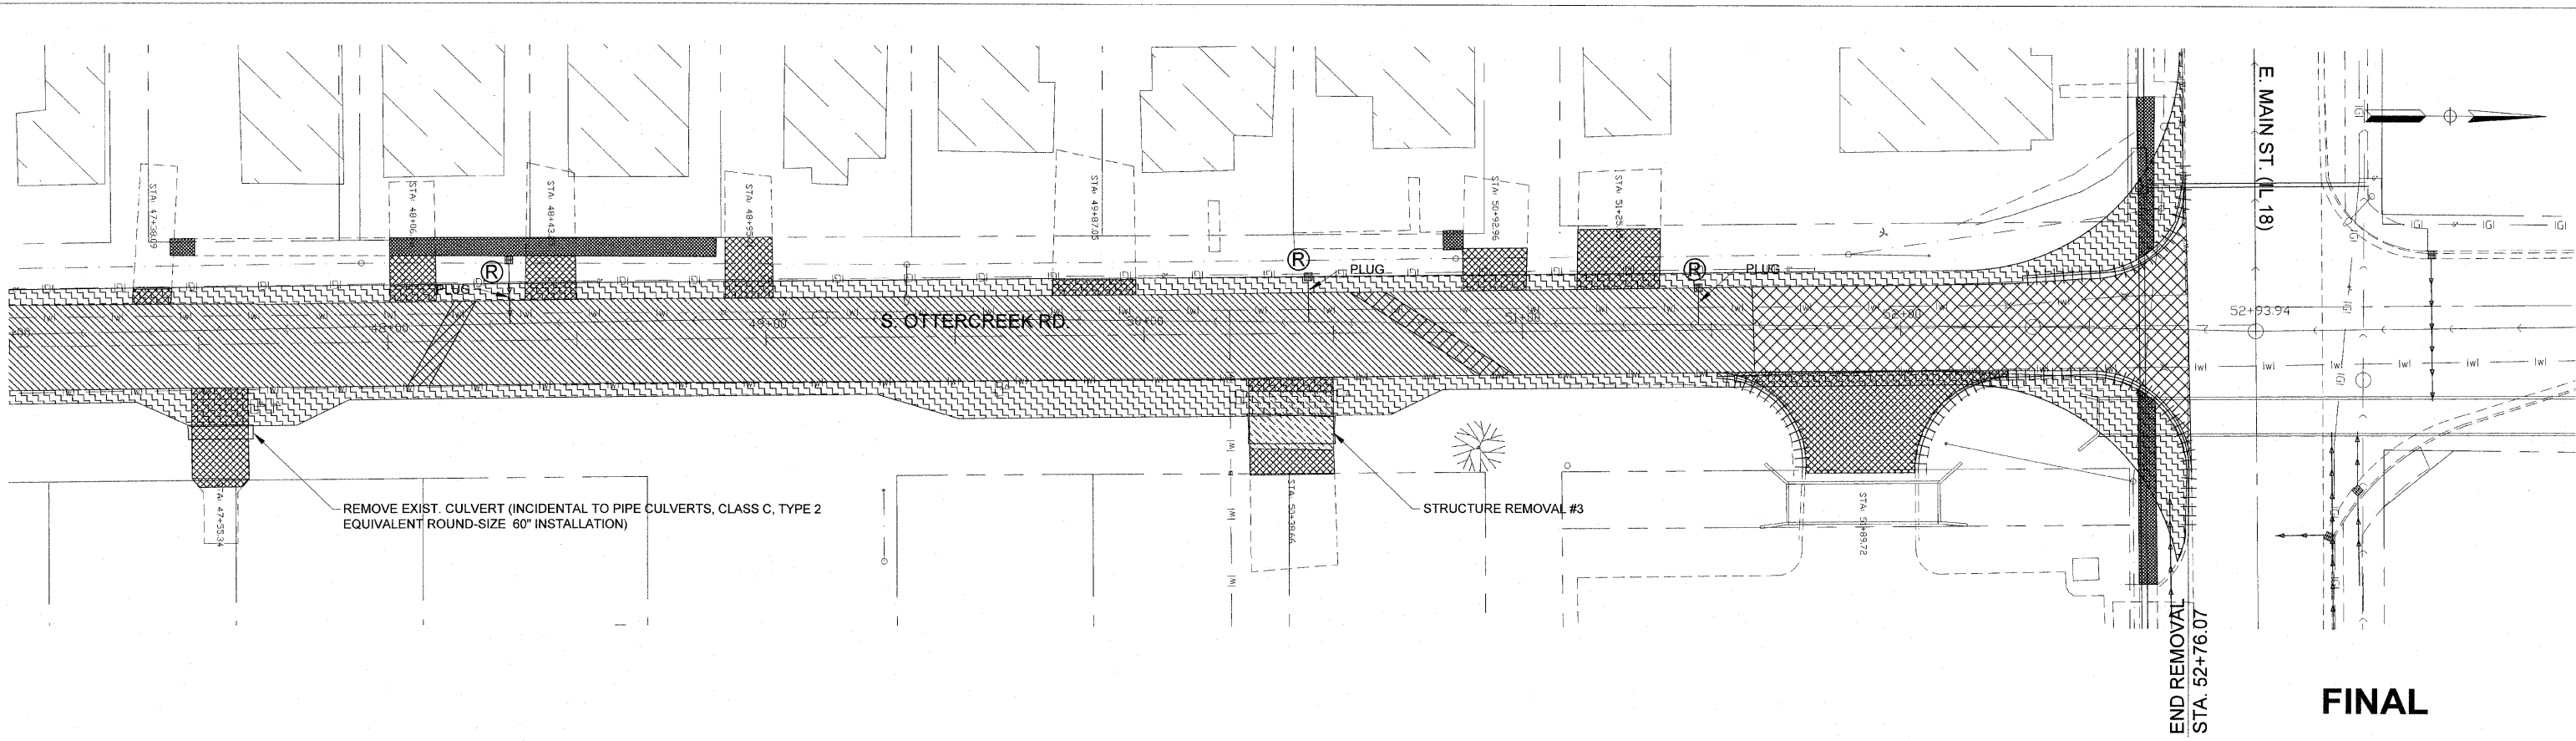 E. MAIN ST. (IL 18)
STA: 47+38.09
STA: 48+06.
STA: 48+43.
STA: 48+95.
STA: 49+87.05
STA: 50+92.96
STA: 51+25.
R
PLUG
R
PLUG
R
PLUG
48+00
49+00
S. OTTERCREEK RD.
50+00
51+00
52+00
52+93.94
REMOVE EXIST. CULVERT (INCIDENTAL TO PIPE CULVERTS, CLASS C, TYPE 2
EQUIVALENT ROUND-SIZE 60" INSTALLATION)
STRUCTURE REMOVAL #3
TA: 47+55.34
STA: 50+38.66
STA: 51+89.72
END REMOVAL
STA. 52+76.07
FINAL